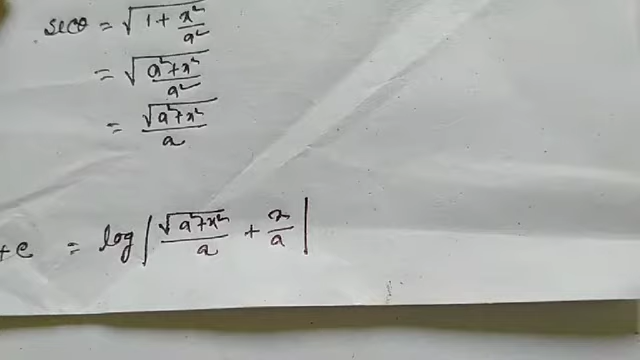 secθ = √(1 + x²/a²)
= √((a²+x²)/a²)
= √(a²+x²)/a
+c = log|√(a²+x²)/a + x/a|